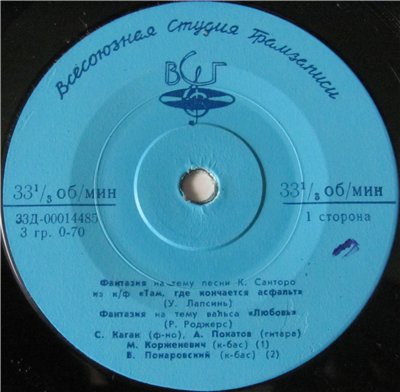 Всесоюзная Студия Грамзаписи
ВСГ
33 1/3 об/мин
33 1/3 об/мин
33Д-00014485
3 гр. 0-70
1 сторона
Фантазия на тему песни К. Санторо
из к/ф «Там, где кончается асфальт»
(У. Лапсинь)
Фантазия на тему вальса «Любовь»
(Р. Роджерс)
С. Каган (ф-но), А. Покатов (гитара)
М. Корженевич (к-бас) (1)
В. Понаровский (к-бас) (2)